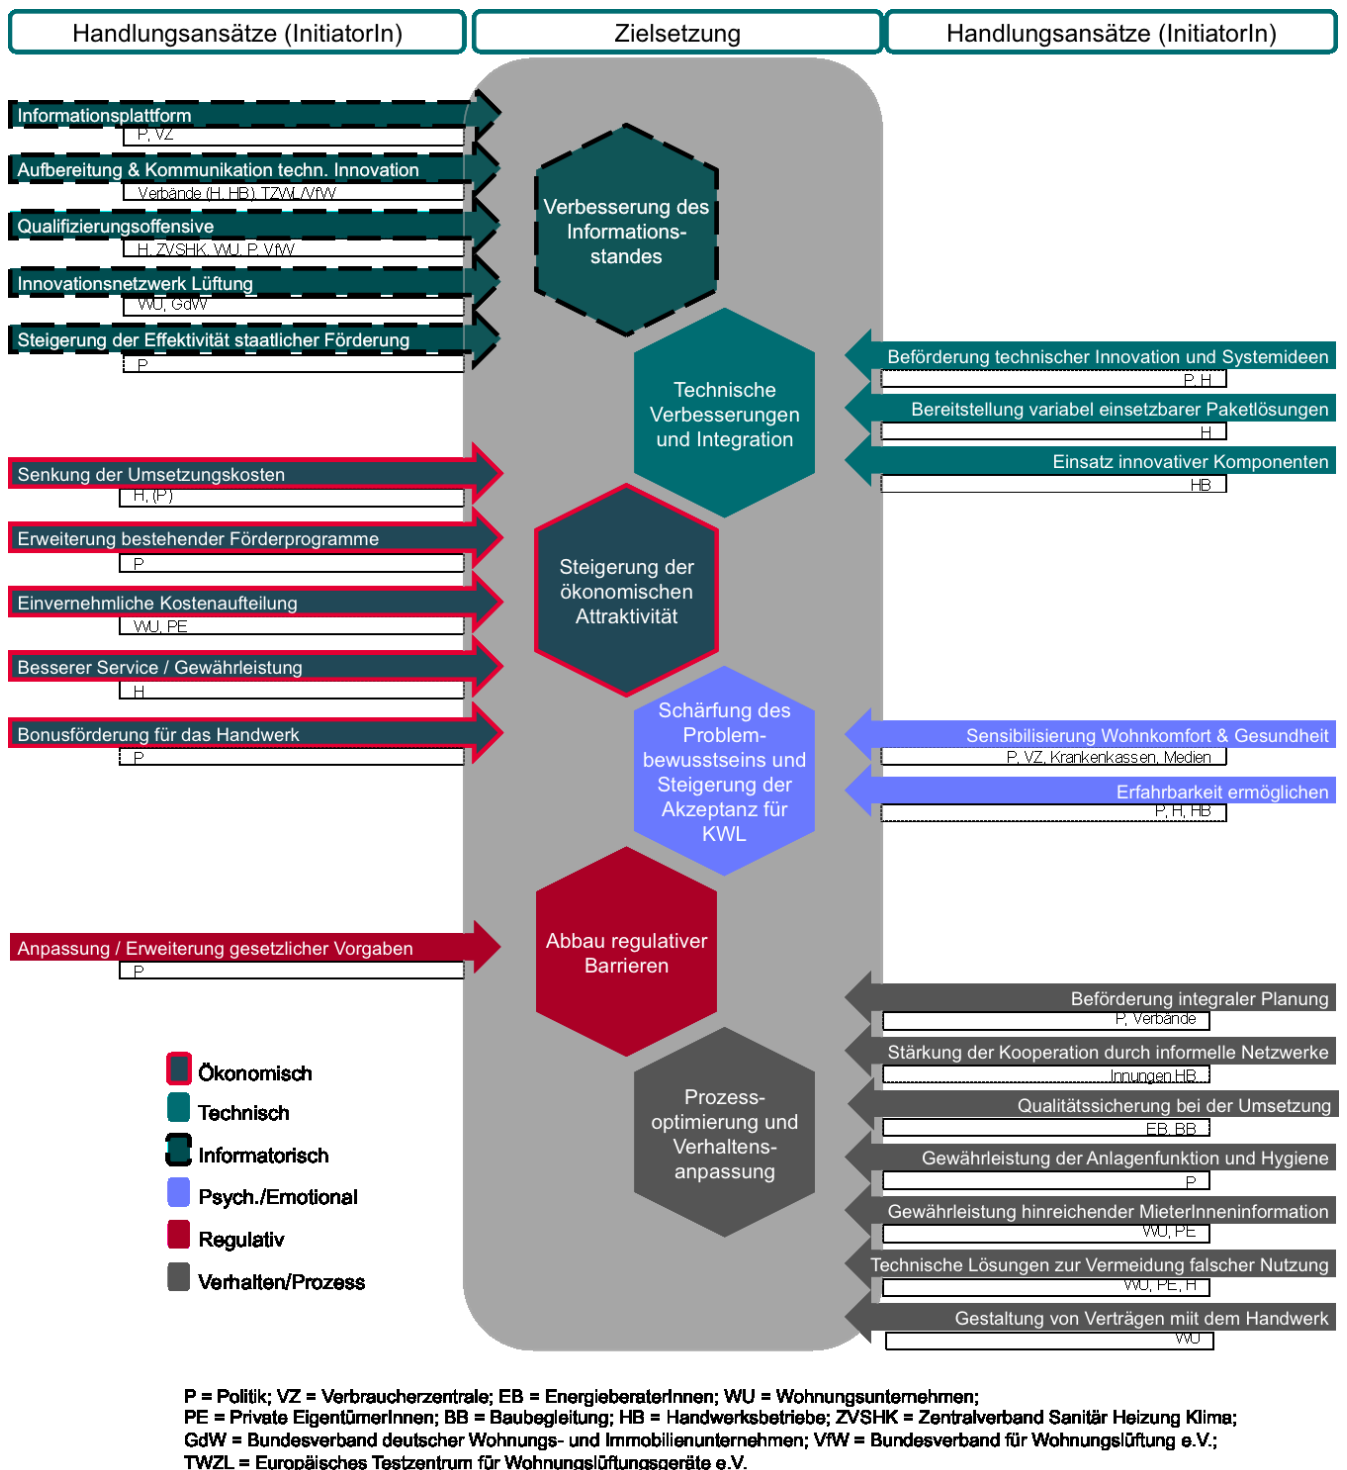 Handlungsansätze (InitiatorIn)
Zielsetzung
Handlungsansätze (InitiatorIn)
Informationsplattform
P, VZ
Aufbereitung & Kommunikation techn. Innovation
Verbände (H, HB), TZWL/VfW
Qualifizierungsoffensive
H, ZVSHK, WU, P, VfW
Innovationsnetzwerk Lüftung
WU, GdW
Steigerung der Effektivität staatlicher Förderung
P
Verbesserung des
Informations-
standes
Beförderung technischer Innovation und Systemideen
P, H
Bereitstellung variabel einsetzbarer Paketlösungen
H
Einsatz innovativer Komponenten
HB
Technische
Verbesserungen
und Integration
Senkung der Umsetzungskosten
H, (P)
Erweiterung bestehender Förderprogramme
P
Einvernehmliche Kostenaufteilung
WU, PE
Besserer Service / Gewährleistung
H
Bonusförderung für das Handwerk
P
Steigerung der
ökonomischen
Attraktivität
Schärfung des
Problem-
bewusstseins und
Steigerung der
Akzeptanz für
KWL
Sensibilisierung Wohnkomfort & Gesundheit
P, VZ, Krankenkassen, Medien
Erfahrbarkeit ermöglichen
P, H, HB
Anpassung / Erweiterung gesetzlicher Vorgaben
P
Abbau regulativer
Barrieren
Beförderung integraler Planung
P, Verbände
Stärkung der Kooperation durch informelle Netzwerke
Innungen,HB
Qualitätssicherung bei der Umsetzung
EB, BB
Gewährleistung der Anlagenfunktion und Hygiene
P
Gewährleistung hinreichender MieterInneninformation
WU, PE
Technische Lösungen zur Vermeidung falscher Nutzung
WU, PE, H
Gestaltung von Verträgen miit dem Handwerk
WU
Prozess-
optimierung und
Verhaltens-
anpassung
Ökonomisch
Technisch
Informatorisch
Psych./Emotional
Regulativ
Verhalten/Prozess
P = Politik; VZ = Verbraucherzentrale; EB = EnergieberaterInnen; WU = Wohnungsunternehmen;
PE = Private EigentümerInnen; BB = Baubegleitung; HB = Handwerksbetriebe; ZVSHK = Zentralverband Sanitär Heizung Klima;
GdW = Bundesverband deutscher Wohnungs- und Immobilienunternehmen; VfW = Bundesverband für Wohnungslüftung e.V.;
TWZL = Europäisches Testzentrum für Wohnungslüftungsgeräte e.V.